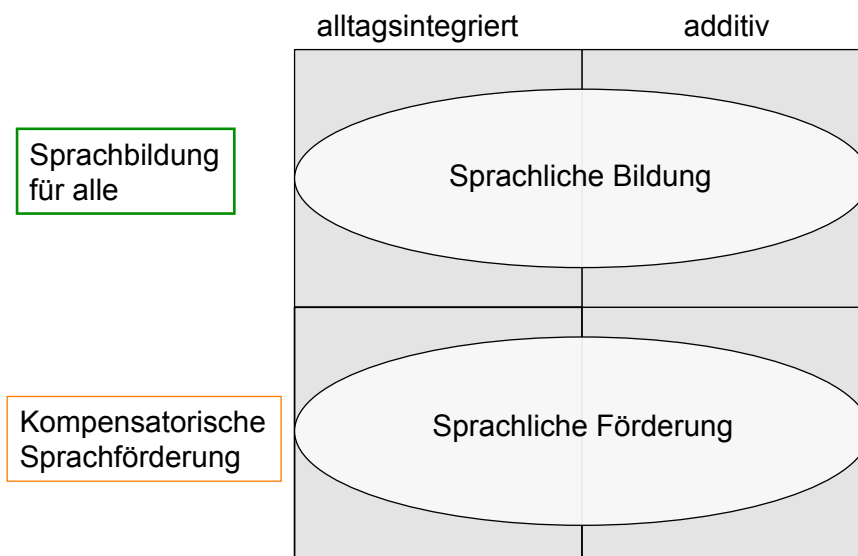 alltagsintegriert additiv
Sprachbildung
für alle
Sprachliche Bildung
Kompensatorische
Sprachförderung
Sprachliche Förderung